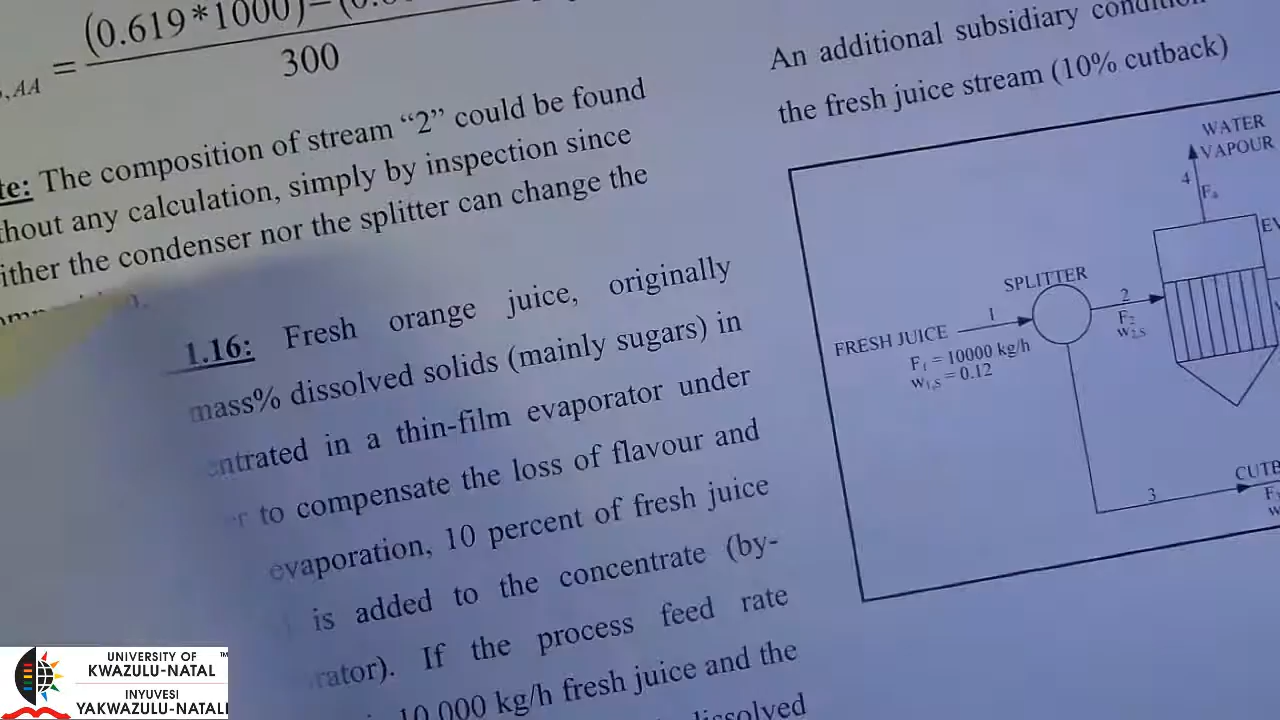 (0.619*1000)–(0.
,AA =
300
te: The composition of stream “2” could be found
thout any calculation, simply by inspection since
ither the condenser nor the splitter can change the
1.16: Fresh orange juice, originally
mass% dissolved solids (mainly sugars) in
entrated in a thin-film evaporator under
r to compensate the loss of flavour and
evaporation, 10 percent of fresh juice
is added to the concentrate (by-
rator). If the process feed rate
10 000 kg/h fresh juice and the
dissolved
An additional subsidiary condition
the fresh juice stream (10% cutback)
WATER
VAPOUR
4
F₄
EV
SPLITTER
1
2
FRESH JUICE
F₁ = 10000 kg/h
w₁,S = 0.12
F₂
w₂,S
3
CUTB
F₃
w
UNIVERSITY OF
KWAZULU-NATAL
TM
INYUVESI
YAKWAZULU-NATALI